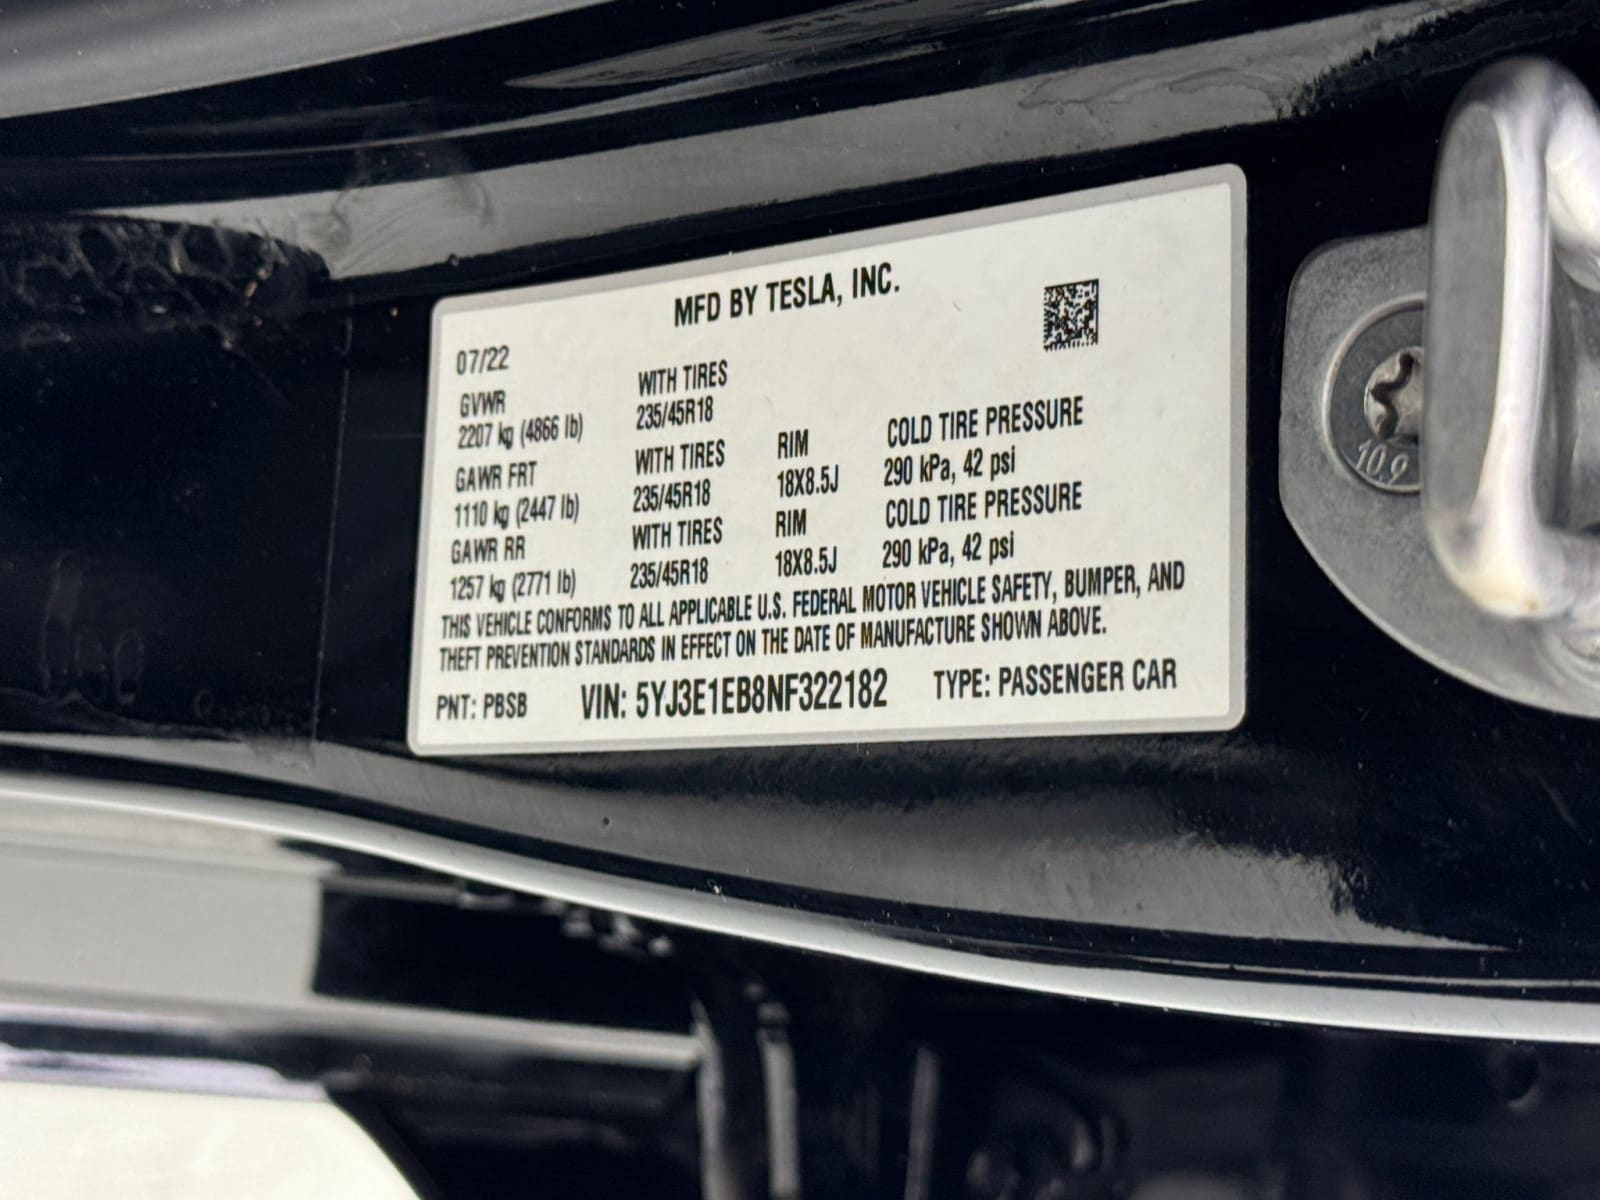 MFD BY TESLA, INC.
07/22
GVWR WITH TIRES
2207 kg (4866 lb) 235/45R18
GAWR FRT WITH TIRES RIM COLD TIRE PRESSURE
1110 kg (2447 lb) 235/45R18 18X8.5J 290 kPa, 42 psi
GAWR RR WITH TIRES RIM COLD TIRE PRESSURE
1257 kg (2771 lb) 235/45R18 18X8.5J 290 kPa, 42 psi
THIS VEHICLE CONFORMS TO ALL APPLICABLE U.S. FEDERAL MOTOR VEHICLE SAFETY, BUMPER, AND
THEFT PREVENTION STANDARDS IN EFFECT ON THE DATE OF MANUFACTURE SHOWN ABOVE.
PNT: PBSB VIN: 5YJ3E1EB8NF322182 TYPE: PASSENGER CAR
10.9